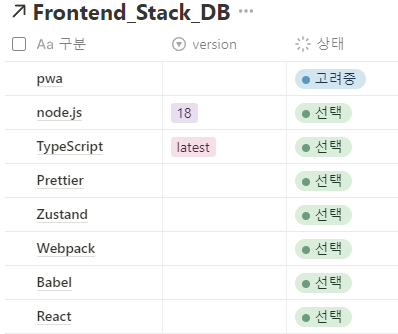 Frontend_Stack_DB
Aa 구분 version 상태
pwa 고려중
node.js 18 선택
TypeScript latest 선택
Prettier 선택
Zustand 선택
Webpack 선택
Babel 선택
React 선택